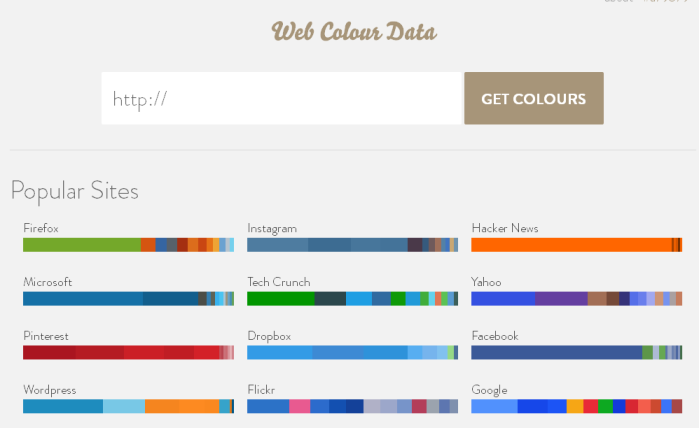 Web Colour Data
http://
GET COLOURS
Popular Sites
Firefox
Instagram
Hacker News
Microsoft
Tech Crunch
Yahoo
Pinterest
Dropbox
Facebook
Wordpress
Flickr
Google